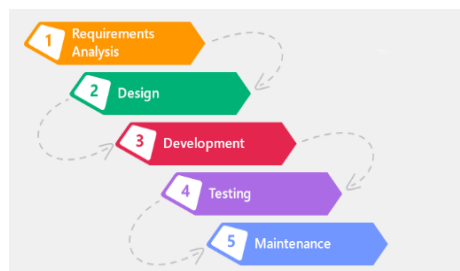 1
Requirements
Analysis
2
Design
3
Development
4
Testing
5
Maintenance